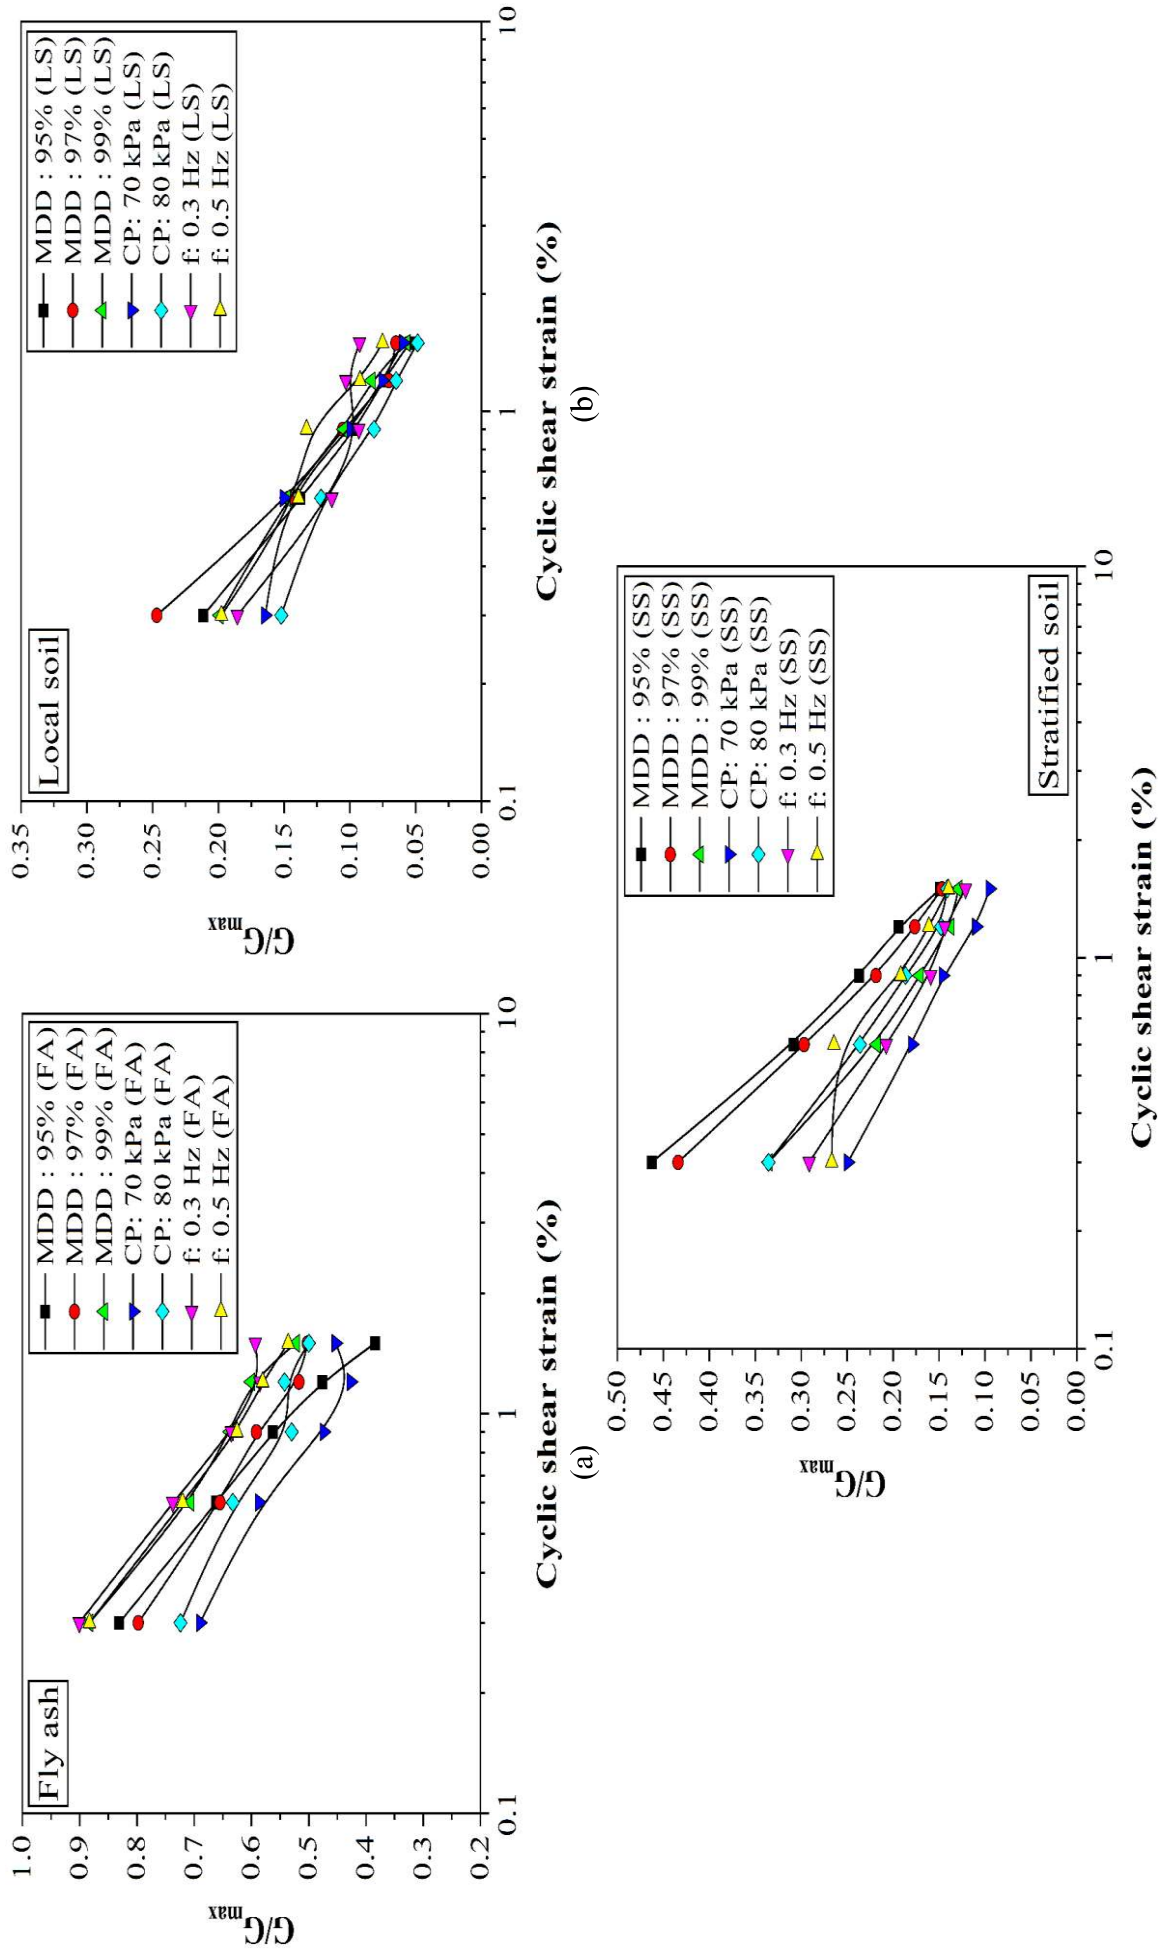 Fly ash
MDD : 95% (FA)
MDD : 97% (FA)
MDD : 99% (FA)
CP: 70 kPa (FA)
CP: 80 kPa (FA)
f: 0.3 Hz (FA)
f: 0.5 Hz (FA)
1.0
0.9
0.8
0.7
0.6
0.5
0.4
0.3
0.2
G/Gmax
0.1
1
10
Cyclic shear strain (%)
(a)
Local soil
MDD : 95% (LS)
MDD : 97% (LS)
MDD : 99% (LS)
CP: 70 kPa (LS)
CP: 80 kPa (LS)
f: 0.3 Hz (LS)
f: 0.5 Hz (LS)
0.35
0.30
0.25
0.20
0.15
0.10
0.05
0.00
G/Gmax
0.1
1
10
Cyclic shear strain (%)
(b)
MDD : 95% (SS)
MDD : 97% (SS)
MDD : 99% (SS)
CP: 70 kPa (SS)
CP: 80 kPa (SS)
f: 0.3 Hz (SS)
f: 0.5 Hz (SS)
Stratified soil
0.50
0.45
0.40
0.35
0.30
0.25
0.20
0.15
0.10
0.05
0.00
G/Gmax
0.1
1
10
Cyclic shear strain (%)